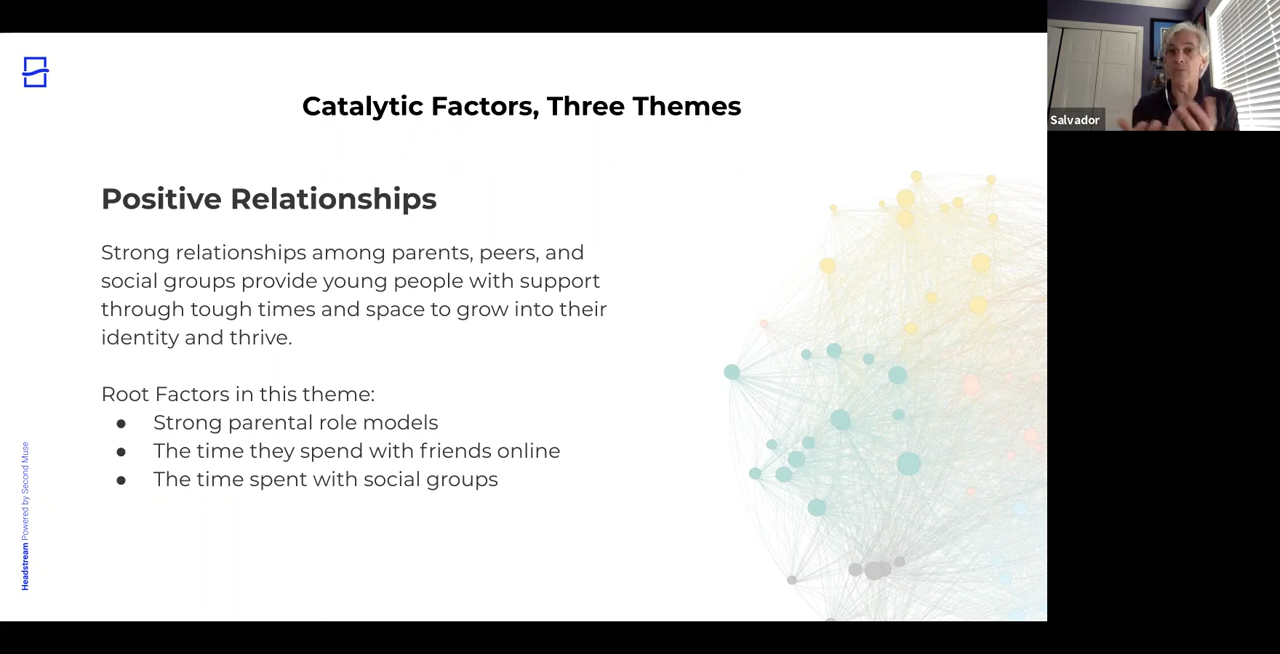 Catalytic Factors, Three Themes
Positive Relationships
Strong relationships among parents, peers, and
social groups provide young people with support
through tough times and space to grow into their
identity and thrive.
Root Factors in this theme:
● Strong parental role models
● The time they spend with friends online
● The time spent with social groups
Headstream Powered by Second Muse
Salvador